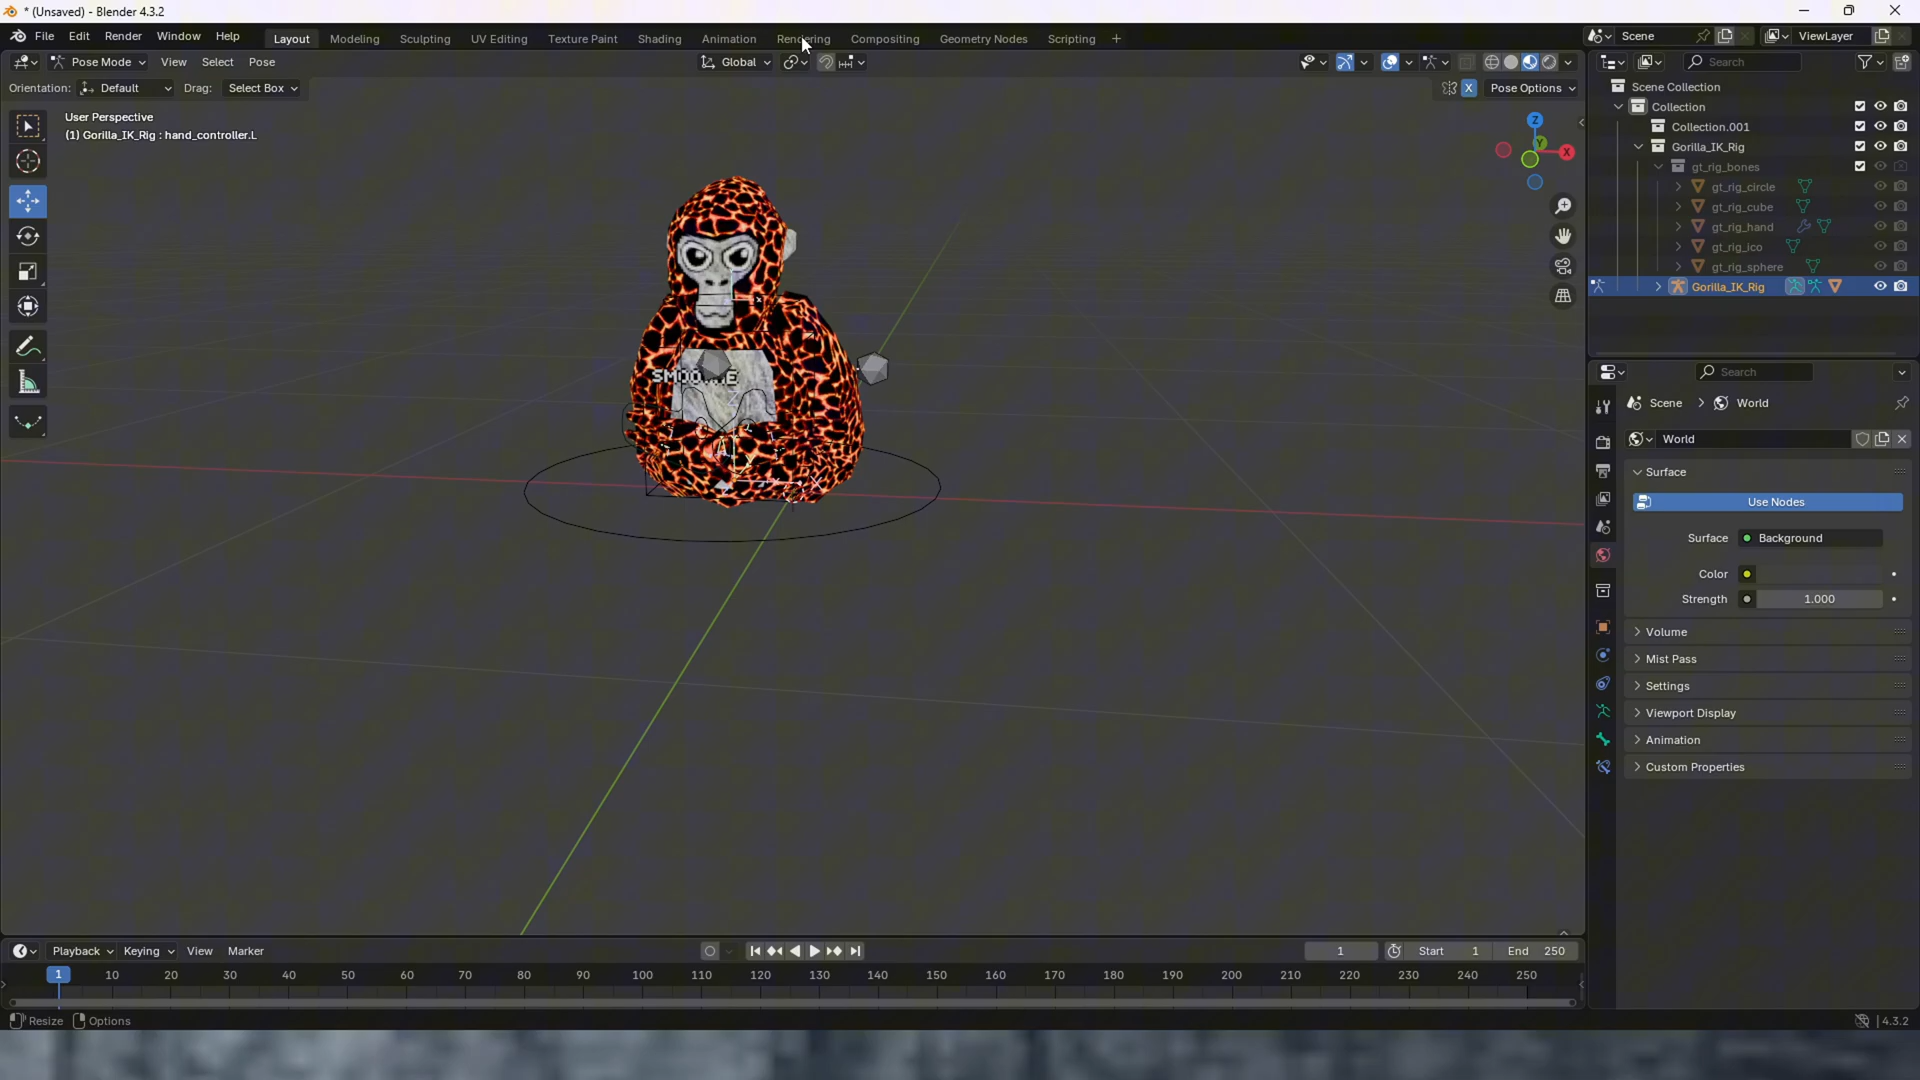 * (Unsaved) - Blender 4.3.2
File Edit Render Window Help Layout Modeling Sculpting UV Editing Texture Paint Shading Animation Rendering Compositing Geometry Nodes Scripting + Scene ViewLayer
Pose Mode View Select Pose Global Search
Orientation: Default Drag: Select Box X Pose Options
Scene Collection
User Perspective
(1) Gorilla_IK_Rig : hand_controller.L
Z
Y
X
Collection
Collection.001
Gorilla_IK_Rig
gt_rig_bones
gt_rig_circle
gt_rig_cube
gt_rig_hand
gt_rig_ico
gt_rig_sphere
Gorilla_IK_Rig
Search
Scene > World
World
Surface
Use Nodes
Surface Background
Color
Strength 1.000
Volume
Mist Pass
Settings
Viewport Display
Animation
Custom Properties
Playback Keying View Marker 1 Start 1 End 250
1 10 20 30 40 50 60 70 80 90 100 110 120 130 140 150 160 170 180 190 200 210 220 230 240 250
Resize Options 4.3.2